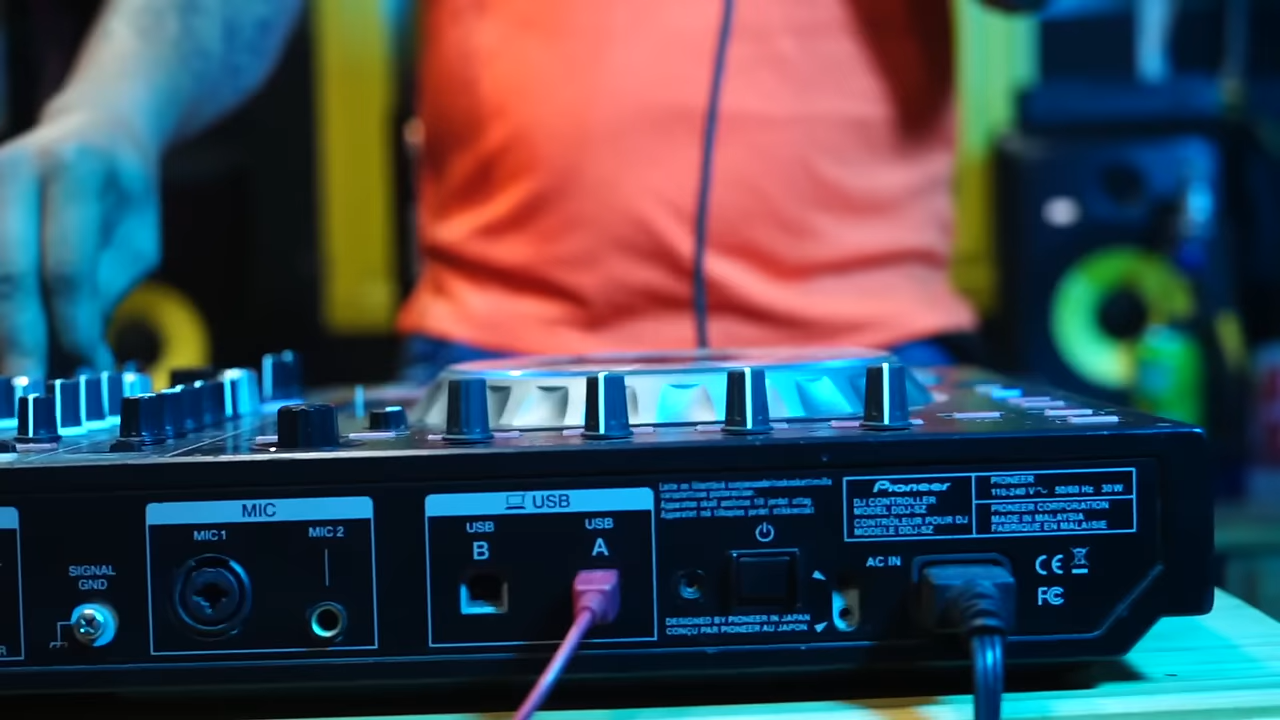 SIGNAL
GND
MIC
MIC 1
MIC 2
USB
USB
B
USB
A
DESIGNED BY PIONEER IN JAPAN
CONÇU PAR PIONEER AU JAPON
Pioneer
DJ CONTROLLER
MODEL DDJ-SZ
CONTRÔLEUR POUR DJ
MODELE DDJ-SZ
PIONEER
110-240 V～ 50/60 Hz 30W
PIONEER CORPORATION
MADE IN MALAYSIA
FABRIQUE EN MALAISIE
AC IN
CE
FC